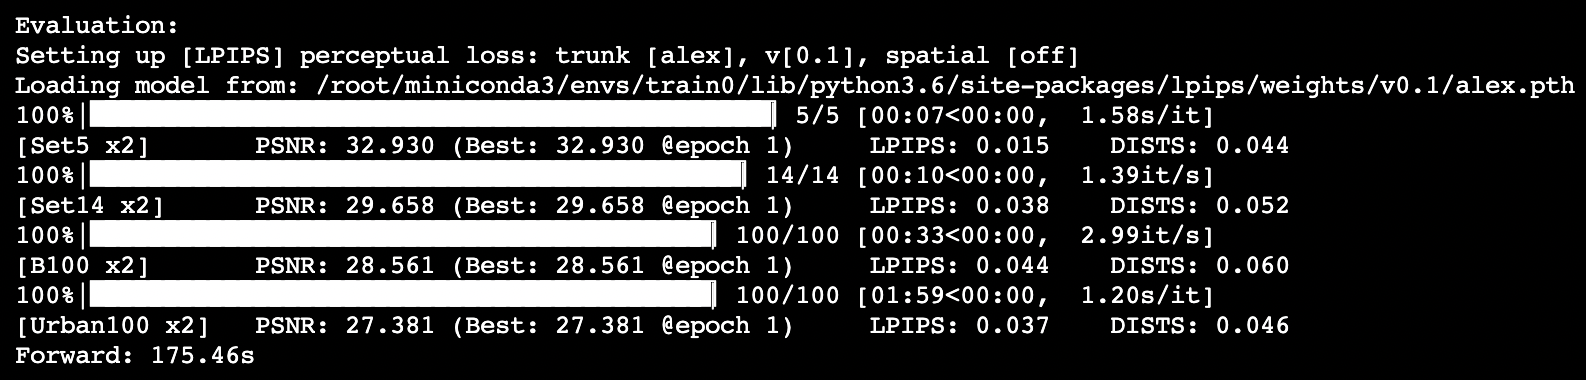 Evaluation:
Setting up [LPIPS] perceptual loss: trunk [alex], v[0.1], spatial [off]
Loading model from: /root/miniconda3/envs/train0/lib/python3.6/site-packages/lpips/weights/v0.1/alex.pth
100%| | 5/5 [00:07<00:00,  1.58s/it]
[Set5 x2]       PSNR: 32.930 (Best: 32.930 @epoch 1)     LPIPS: 0.015    DISTS: 0.044
100%| | 14/14 [00:10<00:00,  1.39it/s]
[Set14 x2]      PSNR: 29.658 (Best: 29.658 @epoch 1)     LPIPS: 0.038    DISTS: 0.052
100%| | 100/100 [00:33<00:00,  2.99it/s]
[B100 x2]       PSNR: 28.561 (Best: 28.561 @epoch 1)     LPIPS: 0.044    DISTS: 0.060
100%| | 100/100 [01:59<00:00,  1.20s/it]
[Urban100 x2]   PSNR: 27.381 (Best: 27.381 @epoch 1)     LPIPS: 0.037    DISTS: 0.046
Forward: 175.46s